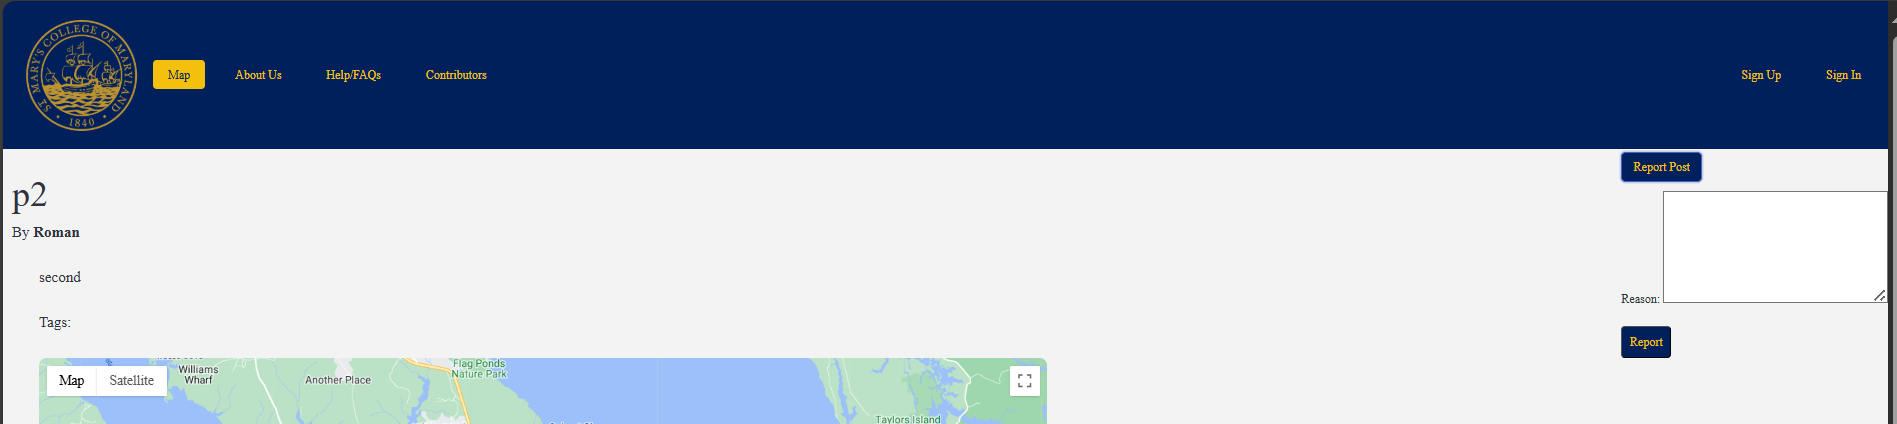 ST. MARY'S COLLEGE OF MARYLAND
• 1840 •
Map
About Us
Help/FAQs
Contributors
Sign Up
Sign In
Report Post
p2
By Roman
second
Reason:
Tags:
Report
Map
Satellite
Williams
Wharf
Another Place
Flag Ponds
Nature Park
Taylors Island